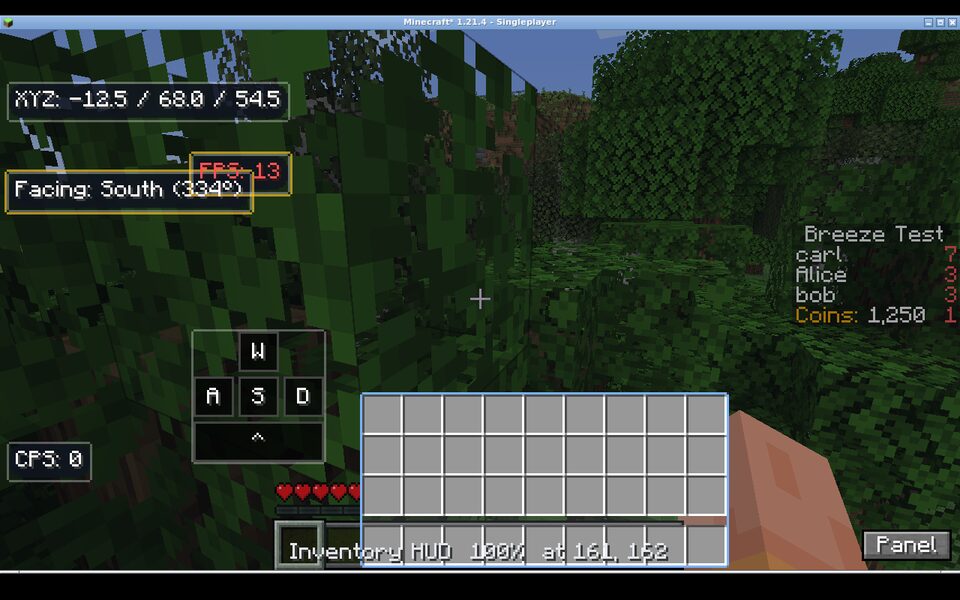 Minecraft* 1.21.4 - Singleplayer
XYZ: -12.5 / 68.0 / 54.5
FPS: 13
Facing: South (334°)
Breeze Test
carl 7
Alice 3
bob 3
Coins: 1,250 1
W
A S D
^
CPS: 0
Inventory HUD 100% at 161, 162
Panel